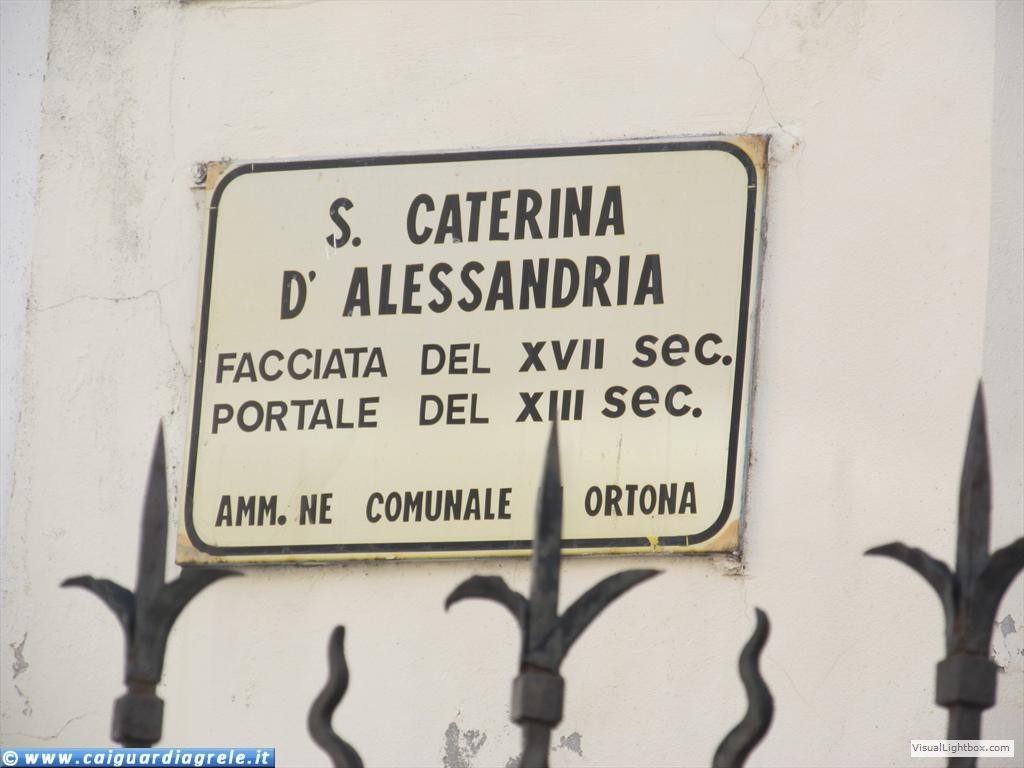 S. CATERINA
D' ALESSANDRIA
FACCIATA DEL XVII sec.
PORTALE DEL XIII sec.
AMM. NE COMUNALE ORTONA
© www.caiguardiagrele.it
VisualLightbox.com